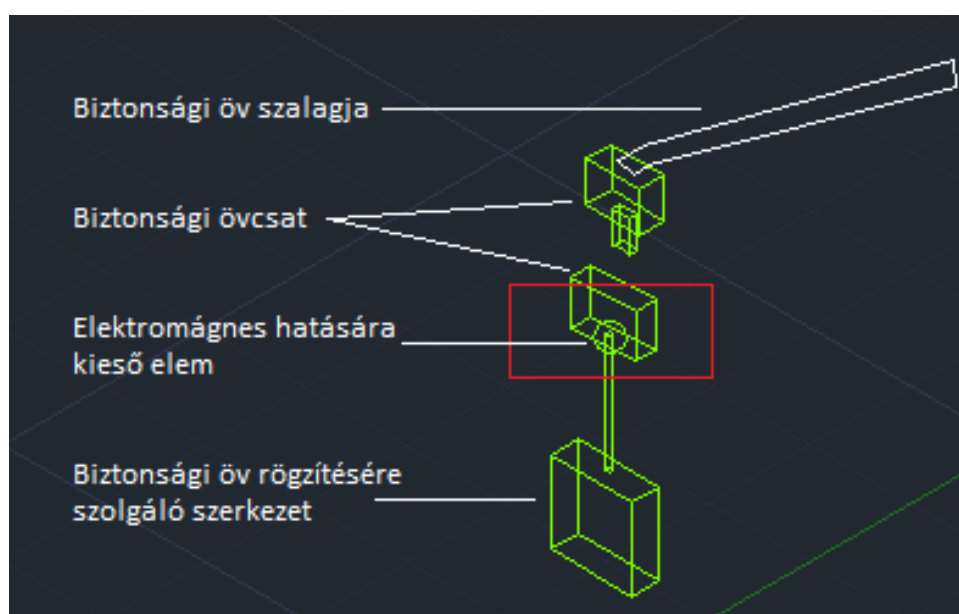 Biztonsági öv szalagja
Biztonsági övcsat
Elektromágnes hatására
kieső elem
Biztonsági öv rögzítésére
szolgáló szerkezet